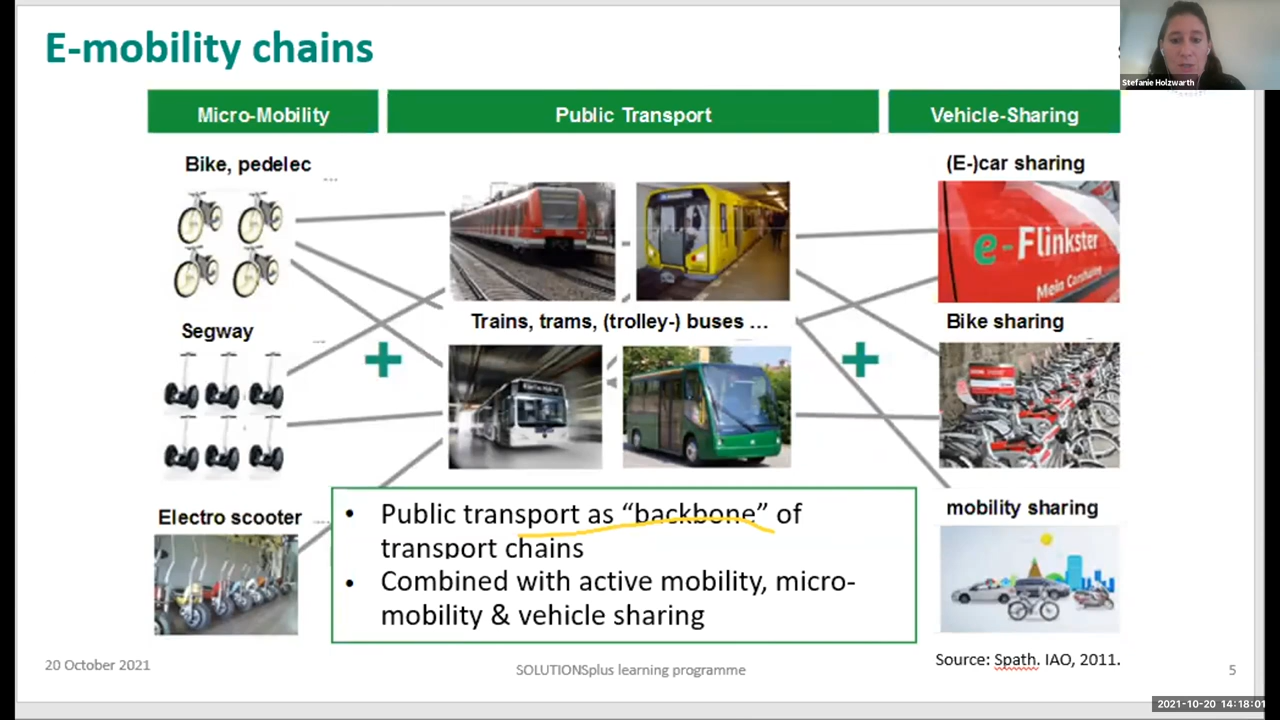 E-mobility chains
Stefanie Holzwarth
Micro-Mobility
Public Transport
Vehicle-Sharing
Bike, pedelec
...
(E-)car sharing
e-Flinkster
Mein Carsharing
Trains, trams, (trolley-) buses ...
Segway
...
Bike sharing
+
+
Electro scooter ...
mobility sharing
• Public transport as “backbone” of
transport chains
• Combined with active mobility, micro-
mobility & vehicle sharing
Source: Spath. IAO, 2011.
20 October 2021
SOLUTIONSplus learning programme
5
2021-10-20 14:18:01